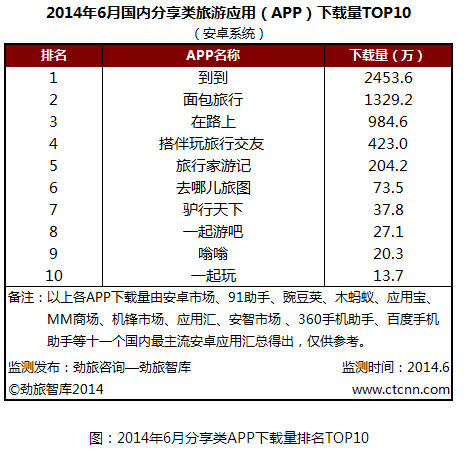 2014年6月国内分享类旅游应用（APP）下载量TOP10
（安卓系统）
排名 APP名称 下载量（万）
1 到到 2453.6
2 面包旅行 1329.2
3 在路上 984.6
4 搭伴玩旅行交友 423.0
5 旅行家游记 204.2
6 去哪儿旅图 73.5
7 驴行天下 37.8
8 一起游吧 27.1
9 嗡嗡 20.3
10 一起玩 13.7
备注：以上各APP下载量由安卓市场、91助手、豌豆荚、木蚂蚁、应用宝、
MM商场、机锋市场、应用汇、安智市场 、360手机助手、百度手机
助手等十一个国内最主流安卓应用汇总得出，仅供参考。
监测发布：劲旅咨询—劲旅智库 监测时间：2014.6
©劲旅智库2014 www.ctcnn.com
图：2014年6月分享类APP下载量排名TOP10